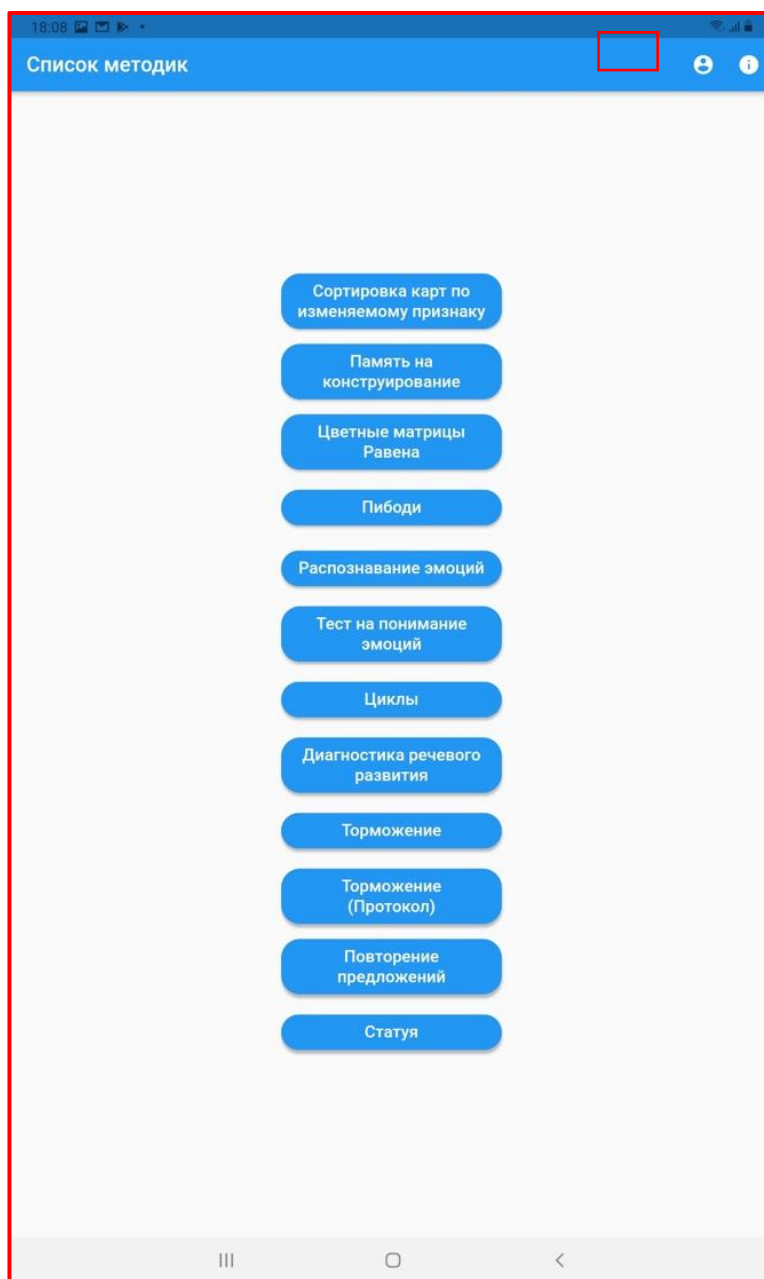 18:08
Список методик
Сортировка карт по
изменяемому признаку
Память на
конструирование
Цветные матрицы
Равена
Пибоди
Распознавание эмоций
Тест на понимание
эмоций
Циклы
Диагностика речевого
развития
Торможение
Торможение
(Протокол)
Повторение
предложений
Статуя